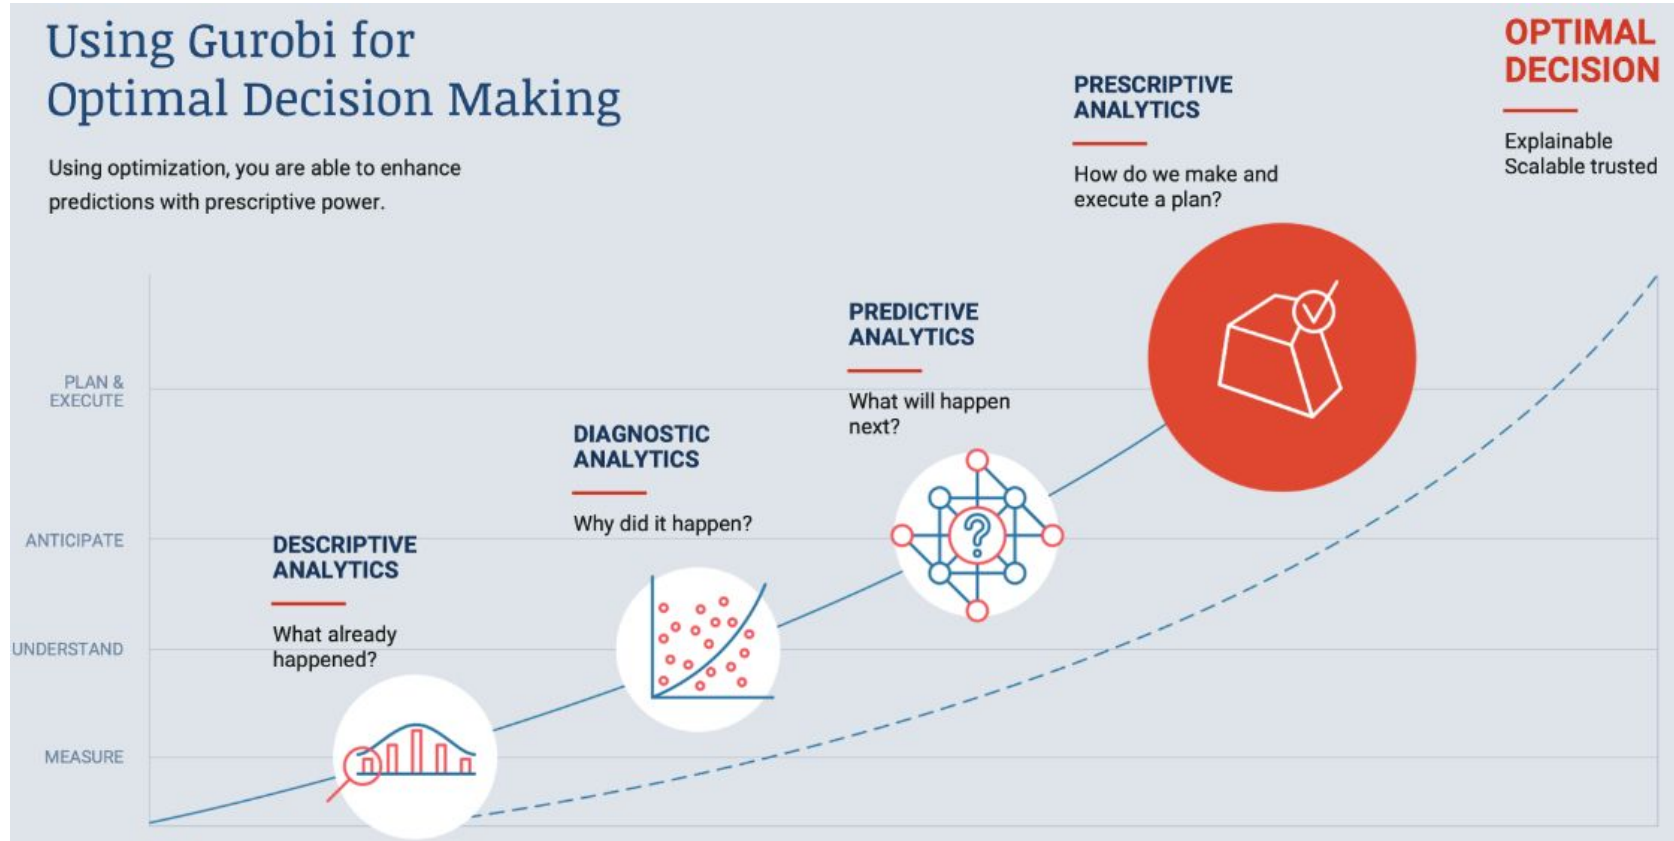 Using Gurobi for
Optimal Decision Making
Using optimization, you are able to enhance
predictions with prescriptive power.
OPTIMAL
DECISION
Explainable
Scalable trusted
PRESCRIPTIVE
ANALYTICS
How do we make and
execute a plan?
PREDICTIVE
ANALYTICS
What will happen
next?
DIAGNOSTIC
ANALYTICS
Why did it happen?
DESCRIPTIVE
ANALYTICS
What already
happened?
PLAN &
EXECUTE
ANTICIPATE
UNDERSTAND
MEASURE
?